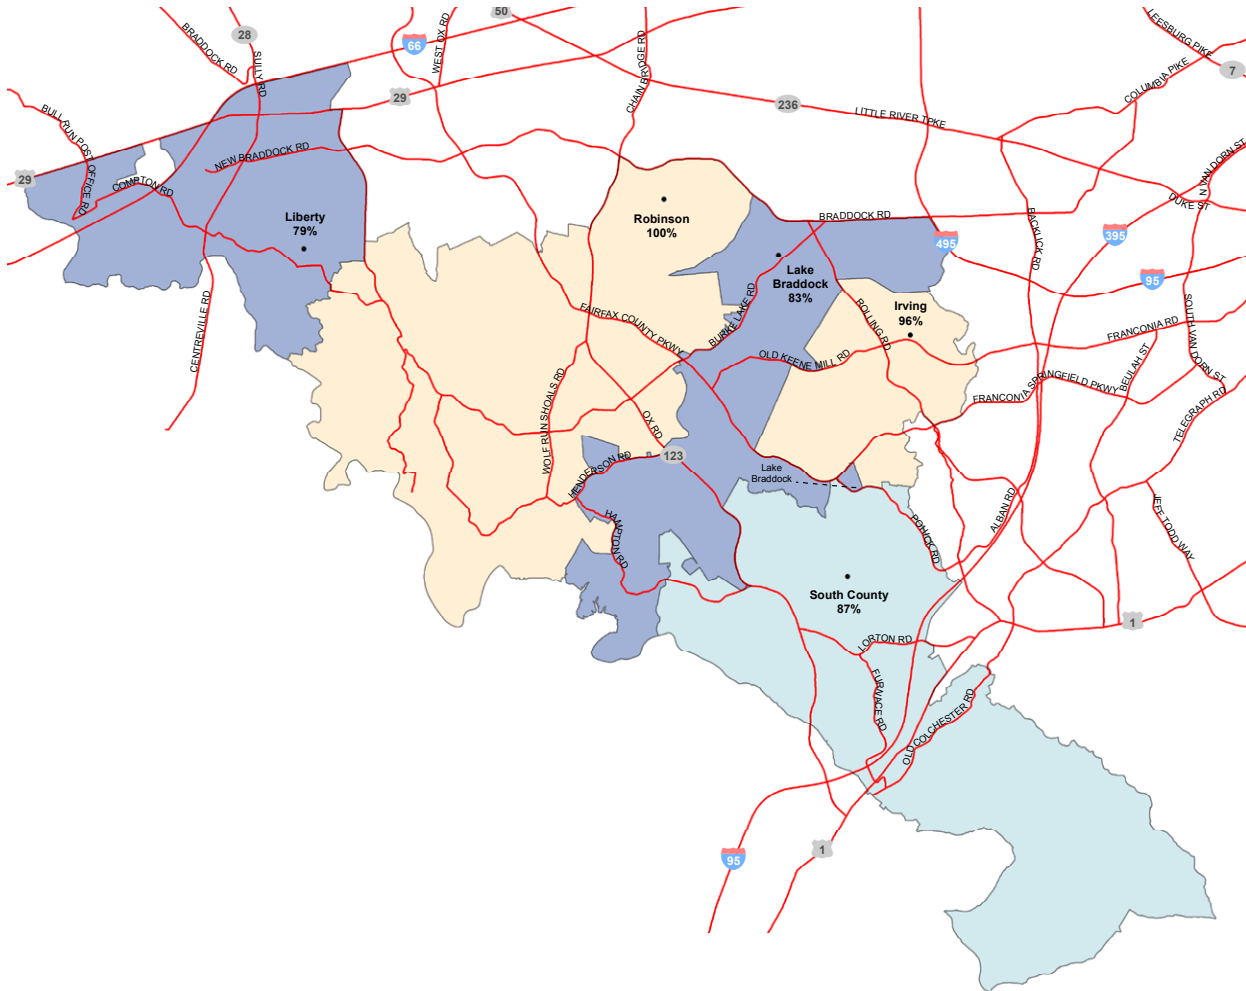 50
BRADDOCK RD
28
SULLY RD
66
WEST OX RD
CHAIN BRIDGE RD
LEESBURG PIKE
7
COLUMBIA PIKE
29
236
LITTLE RIVER TPKE
BULL RUN POST OFFICE RD
NEW BRADDOCK RD
29
COMPTON RD
N VAN DORN ST
DUKE ST
Liberty
79%
Robinson
100%
BRADDOCK RD
BACKLICK RD
495
395
95
Lake
Braddock
83%
CENTREVILLE RD
FAIRFAX COUNTY PKWY
BURKE LAKE RD
ROLLING RD
Irving
96%
FRANCONIA RD
SOUTH VAN DORN ST
OLD KEENE MILL RD
BEULAH ST
FRANCONIA SPRINGFIELD PKWY
TELEGRAPH RD
WOLF RUN SHOALS RD
OX RD
123
HENDERSON RD
Lake
Braddock
HAMPTON RD
POHICK RD
ALBAN RD
JEFF TODD WAY
South County
87%
1
LORTON RD
FURNACE RD
OLD COLCHESTER RD
95
1